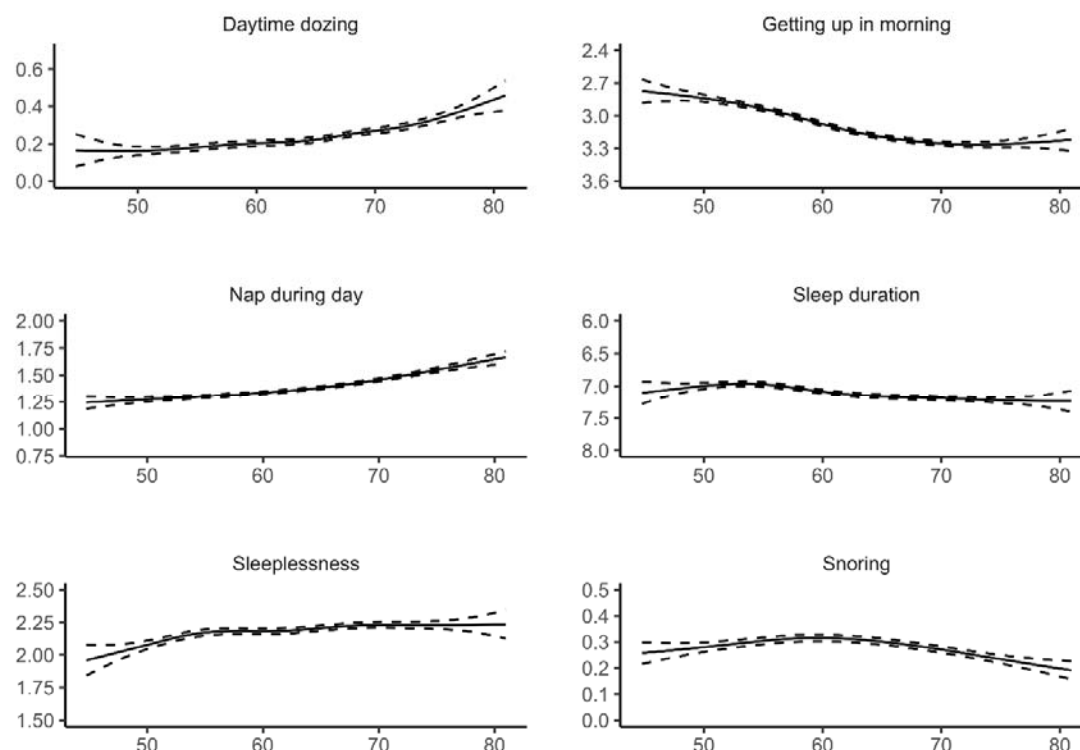 Daytime dozing
0.6
0.4
0.2
0.0
50 60 70 80
Getting up in morning
2.4
2.7
3.0
3.3
3.6
50 60 70 80
Nap during day
2.00
1.75
1.50
1.25
1.00
0.75
50 60 70 80
Sleep duration
6.0
6.5
7.0
7.5
8.0
50 60 70 80
Sleeplessness
2.50
2.25
2.00
1.75
1.50
50 60 70 80
Snoring
0.5
0.4
0.3
0.2
0.1
0.0
50 60 70 80